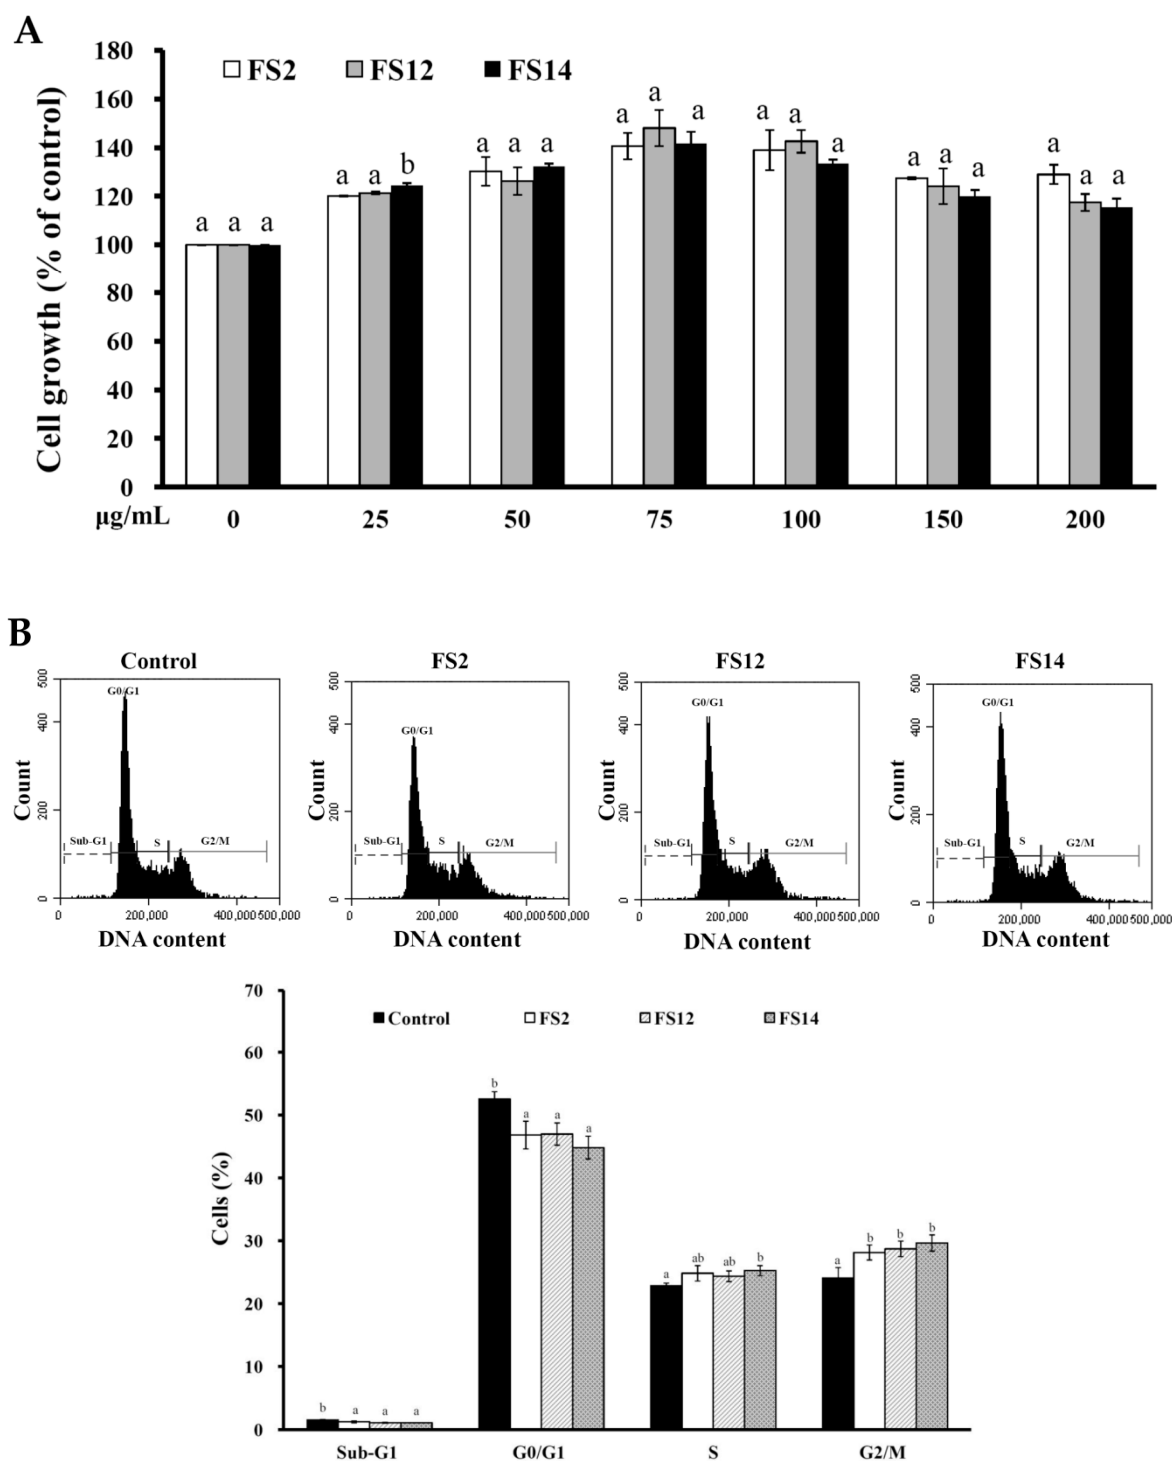 A
180
160
140
120
100
80
60
40
20
0
Cell growth (% of control)
FS2 FS12 FS14
a a a
a a b
a a a
a a a
a a a
a a a
a a a
µg/mL 0 25 50 75 100 150 200
B
Control FS2 FS12 FS14
500
400
200
0
Count
G0/G1
Sub-G1 S G2/M
0 200,000 400,000 500,000
DNA content
500
400
200
0
Count
G0/G1
Sub-G1 S G2/M
0 200,000 400,000 500,000
DNA content
500
400
200
0
Count
G0/G1
Sub-G1 S G2/M
0 200,000 400,000 500,000
DNA content
500
400
200
0
Count
G0/G1
Sub-G1 S G2/M
0 200,000 400,000 500,000
DNA content
70
60
50
40
30
20
10
0
Cells (%)
Control FS2 FS12 FS14
b a a a
b a a a
a ab ab b
a b b b
Sub-G1 G0/G1 S G2/M